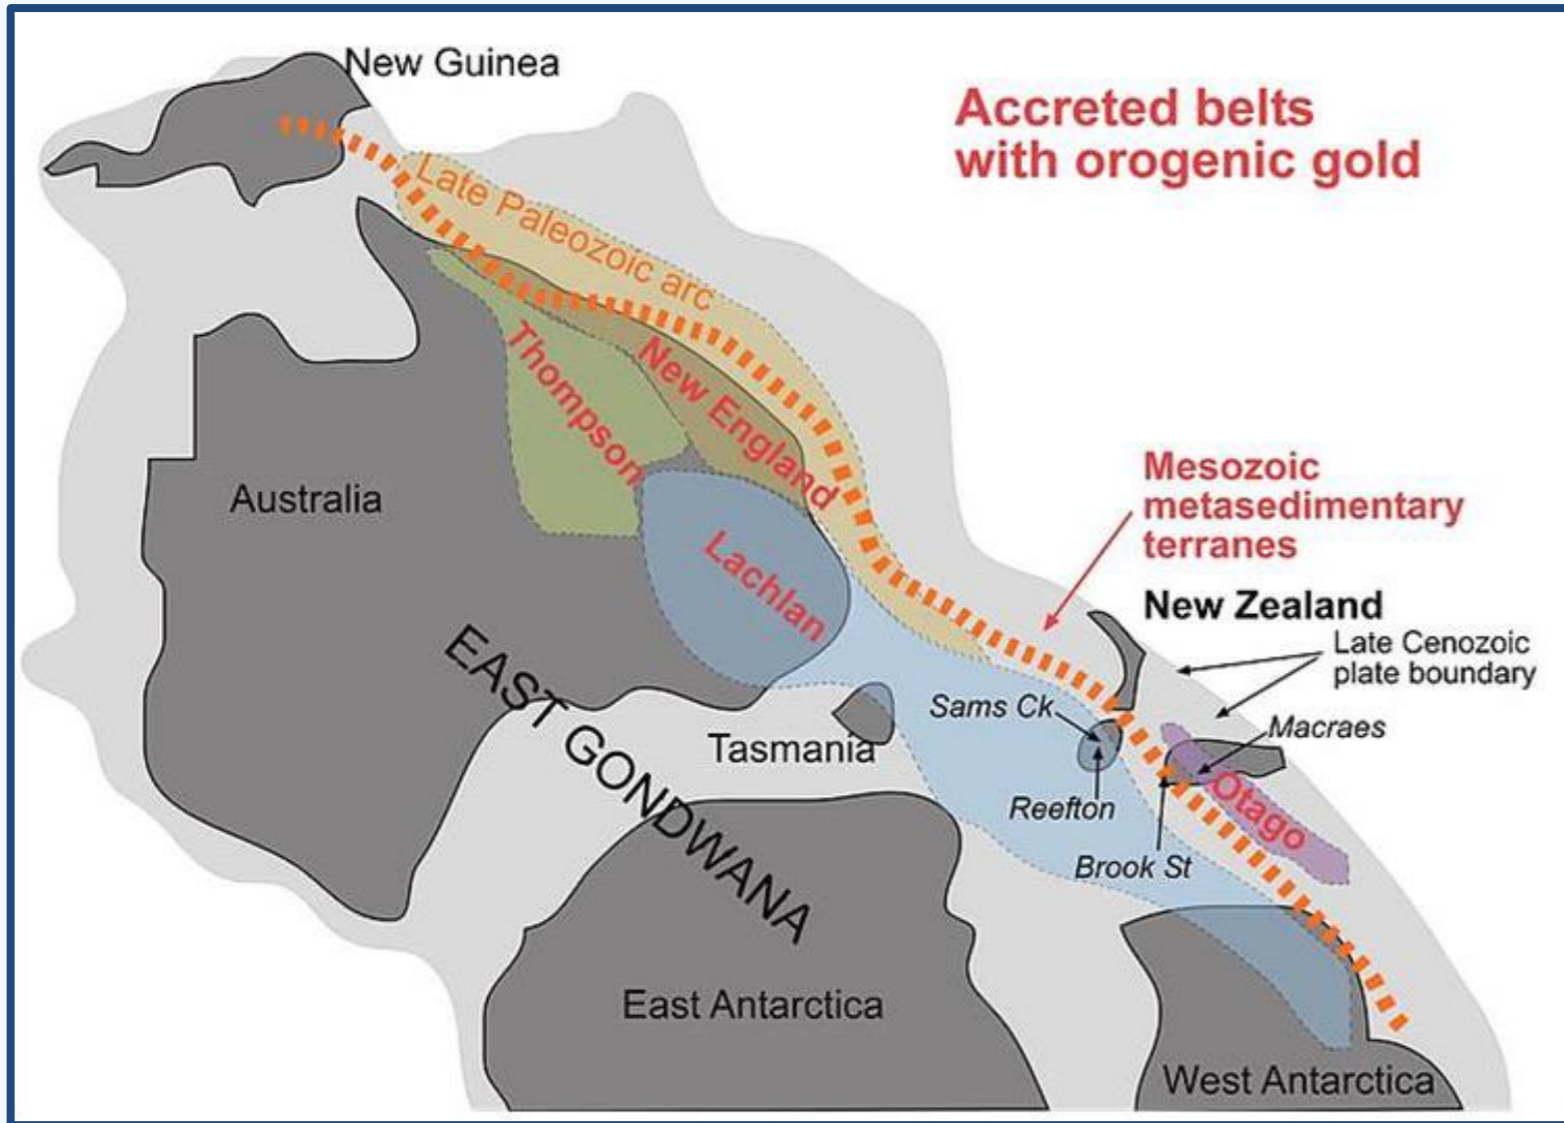 New Guinea
Accreted belts
with orogenic gold
Late Paleozoic arc
Thompson
New England
Australia
Lachlan
Mesozoic
metasedimentary
terranes
New Zealand
Late Cenozoic
plate boundary
EAST GONDWANA
Sams Ck
Macraes
Tasmania
Reefton
Otago
Brook St
East Antarctica
West Antarctica